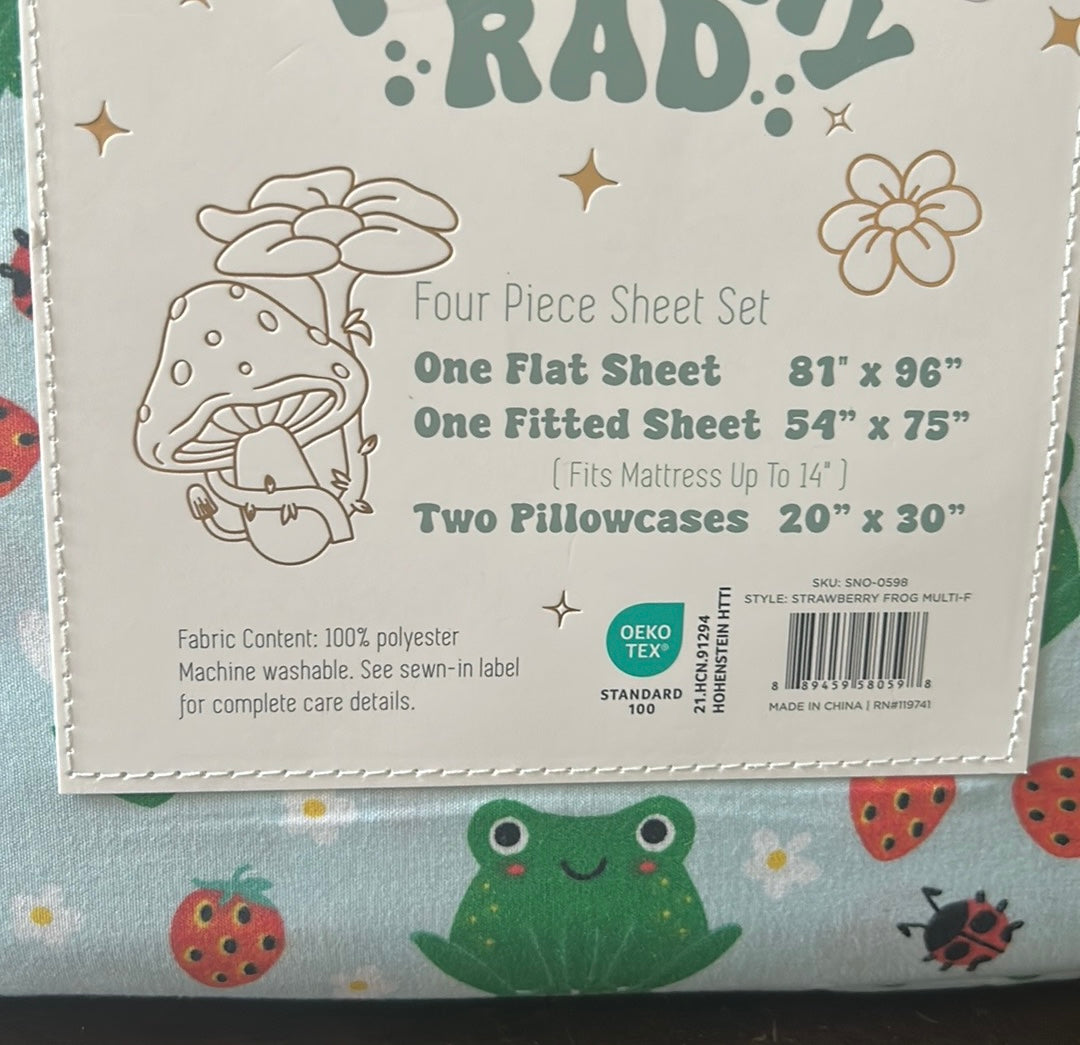 RAD
Four Piece Sheet Set
One Flat Sheet 81" x 96”
One Fitted Sheet 54” x 75”
( Fits Mattress Up To 14" )
Two Pillowcases 20” x 30”
SKU: SNO-0598
STYLE: STRAWBERRY FROG MULTI-F
Fabric Content: 100% polyester
Machine washable. See sewn-in label
for complete care details.
OEKO
TEX®
STANDARD
100
21.HCN.91294
HOHENSTEIN HTTI
8 89459 58059 8
MADE IN CHINA | RN#119741